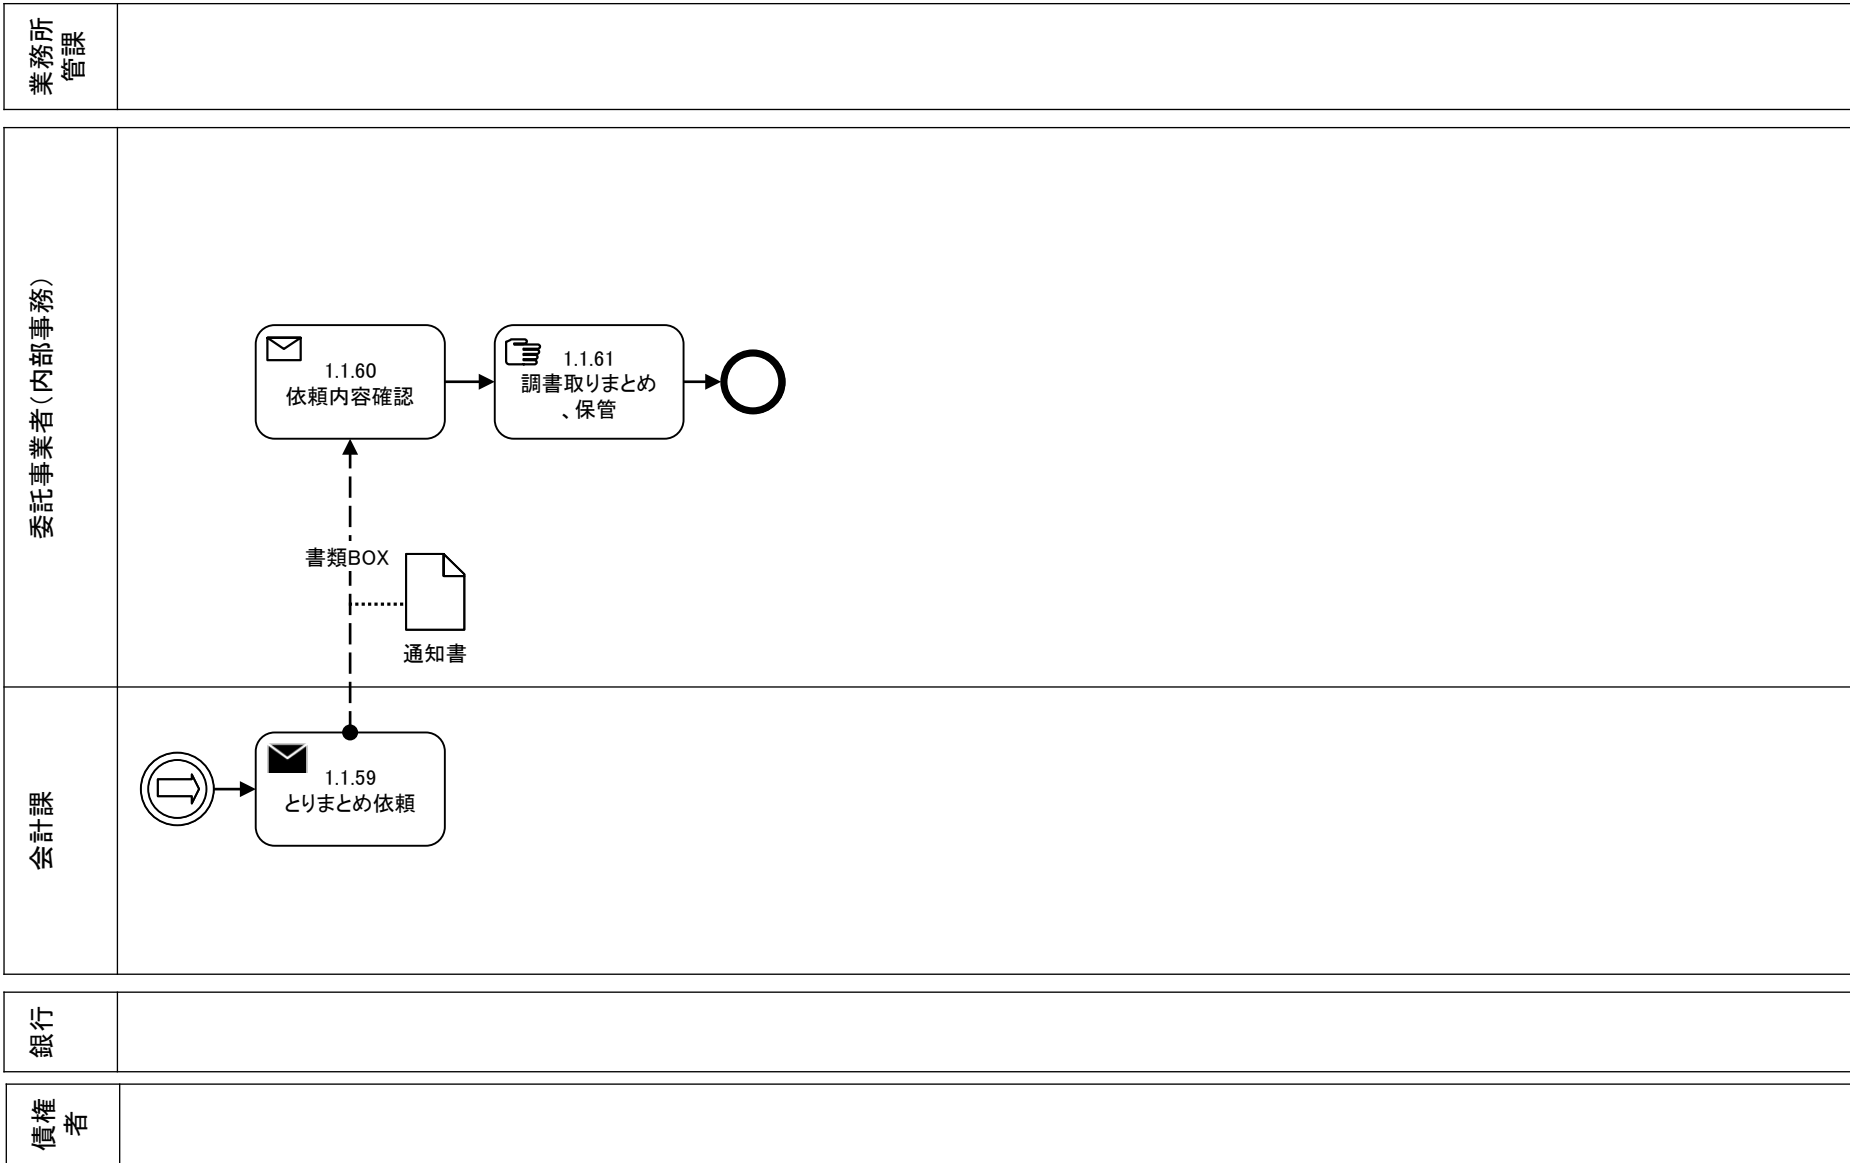 業務所
管課
委託事業者（内部事務）
1.1.60
依頼内容確認
1.1.61
調書取りまとめ
、保管
書類BOX
通知書
会計課
1.1.59
とりまとめ依頼
銀行
債権
者